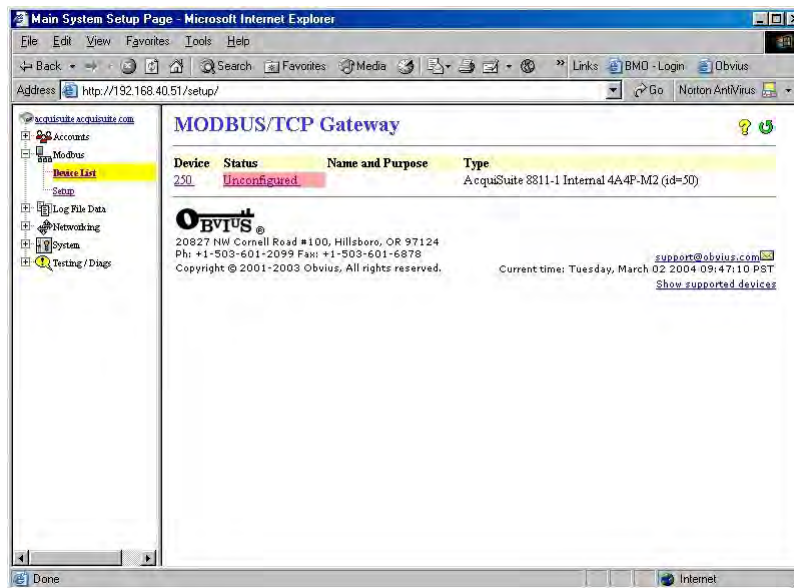 Main System Setup Page - Microsoft Internet Explorer
File Edit View Favorites Tools Help
Back Search Favorites Media » Links BMO - Login Obvius
Address http://192.168.40.51/setup/ Go Norton AntiVirus
acquisuite.acquisuite.com
Accounts
Modbus
Device List
Setup
Log File Data
Networking
System
Testing / Diags
MODBUS/TCP Gateway
Device Status Name and Purpose Type
250 Unconfigured AcquiSuite 8811-1 Internal 4A4P-M2 (id=50)
OBVIUS ®
20827 NW Cornell Road #100, Hillsboro, OR 97124
Ph: +1-503-601-2099 Fax: +1-503-601-6878
Copyright © 2001-2003 Obvius, All rights reserved.
support@obvius.com
Current time: Tuesday, March 02 2004 09:47:10 PST
Show supported devices
Done Internet